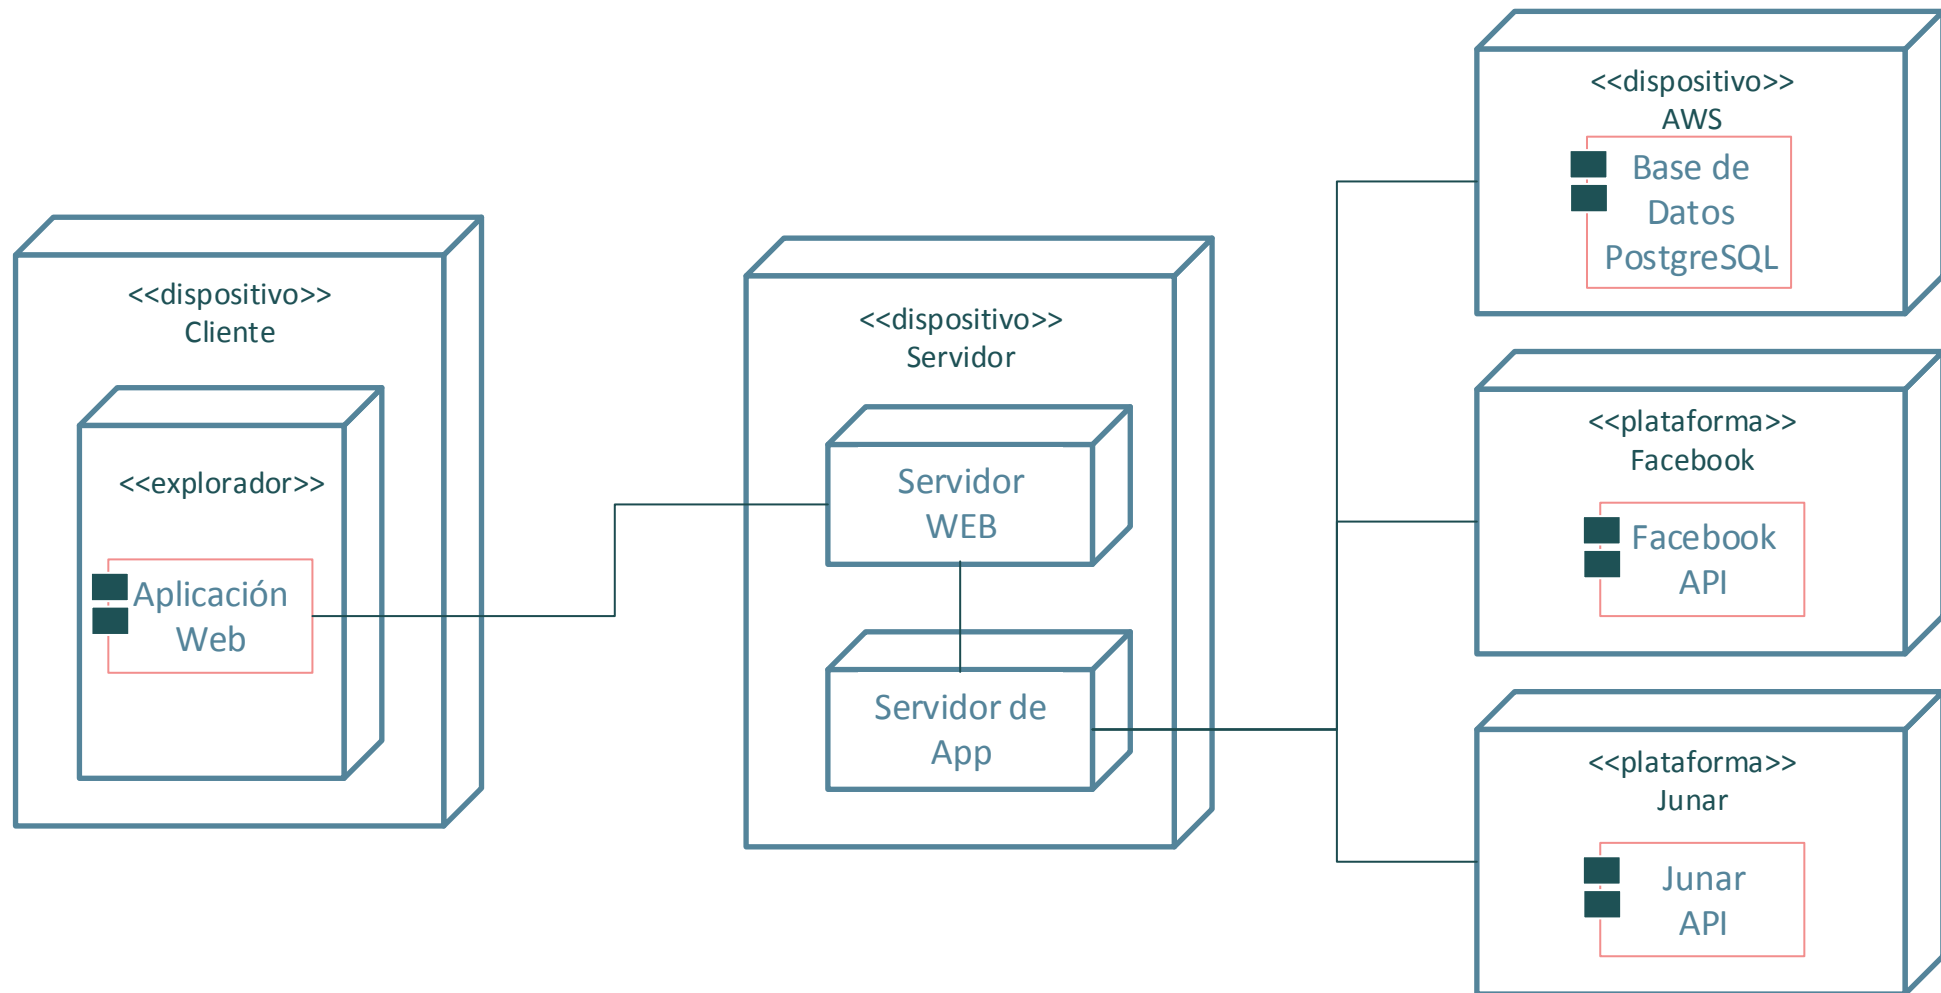 <<dispositivo>>
Cliente
<<explorador>>
Aplicación
Web
<<dispositivo>>
Servidor
Servidor
WEB
Servidor de
App
<<dispositivo>>
AWS
Base de
Datos
PostgreSQL
<<plataforma>>
Facebook
Facebook
API
<<plataforma>>
Junar
Junar
API